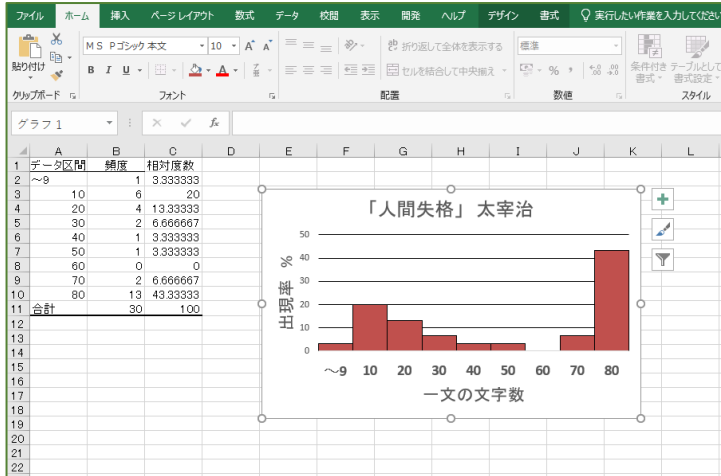 ファイル ホーム 挿入 ページ レイアウト 数式 データ 校閲 表示 開発 ヘルプ デザイン 書式 実行したい作業を入力してくださ
MS Pゴシック 本文 10 A A 折り返して全体を表示する 標準
貼り付け B I U A セルを結合して中央揃え % 条件付き 書式 テーブルとして 書式設定
クリップボード フォント 配置 数値 スタイル
グラフ 1 fx
A B C D E F G H I J K L
1 データ区間 頻度 相対度数
2 ～9 1 3.333333
3 10 6 20
4 20 4 13.33333
5 30 2 6.666667
6 40 1 3.333333
7 50 1 3.333333
8 60 0 0
9 70 2 6.666667
10 80 13 43.33333
11 合計 30 100
12
13
14
15
16
17
18
19
20
21
22
「人間失格」 太宰治
出現率 %
50
40
30
20
10
0
～9 10 20 30 40 50 60 70 80
一文の文字数